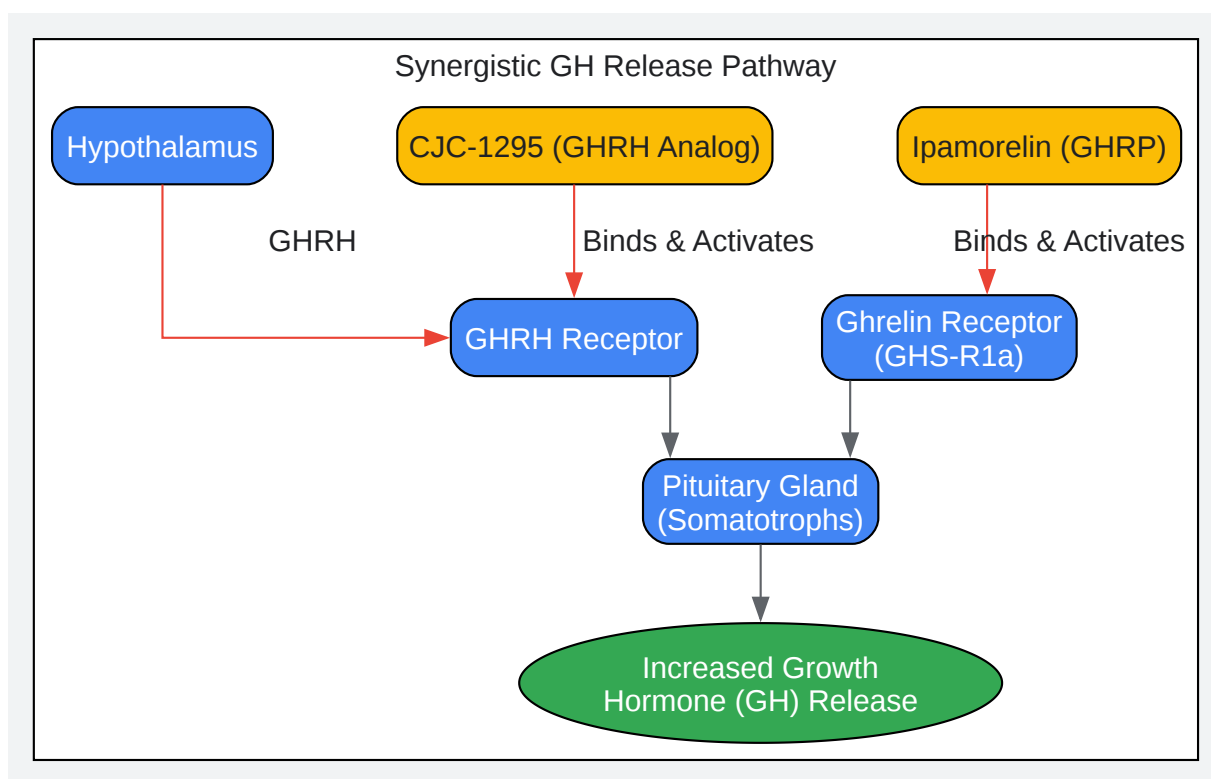 Synergistic GH Release Pathway
Hypothalamus
CJC-1295 (GHRH Analog)
Ipamorelin (GHRP)
GHRH
Binds & Activates
Binds & Activates
GHRH Receptor
Ghrelin Receptor
(GHS-R1a)
Pituitary Gland
(Somatotrophs)
Increased Growth
Hormone (GH) Release